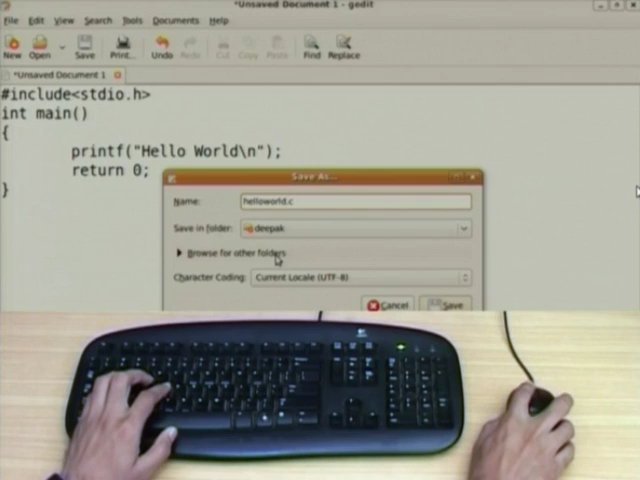 *Unsaved Document 1 - gedit
File Edit View Search Tools Documents Help
New Open Save Print... Undo Redo Cut Copy Paste Find Replace
*Unsaved Document 1
#include<stdio.h>
int main()
{
printf("Hello World\n");
return 0;
}
Save As...
Name: helloworld.c
Save in folder: deepak
Browse for other folders
Character Coding: Current Locale (UTF-8)
Cancel Save